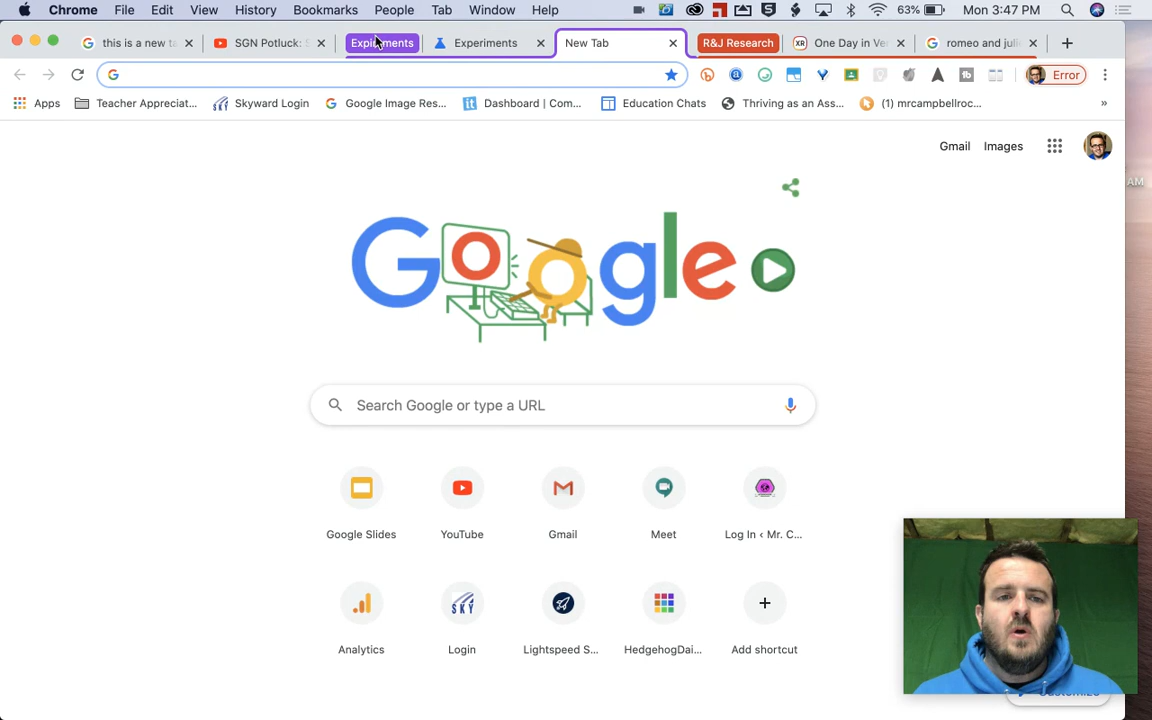 Chrome File Edit View History Bookmarks People Tab Window Help 63% Mon 3:47 PM
this is a new ta SGN Potluck: Experiments Experiments New Tab R&J Research One Day in Ve romeo and juli
Error
Apps Teacher Appreciat... Skyward Login Google Image Res... Dashboard | Com... Education Chats Thriving as an Ass... (1) mrcampbellroc... »
AM
Gmail Images
Google
Search Google or type a URL
Google Slides YouTube Gmail Meet Log In ‹ Mr. C...
Analytics Login Lightspeed S... HedgehogDai... Add shortcut
Customize